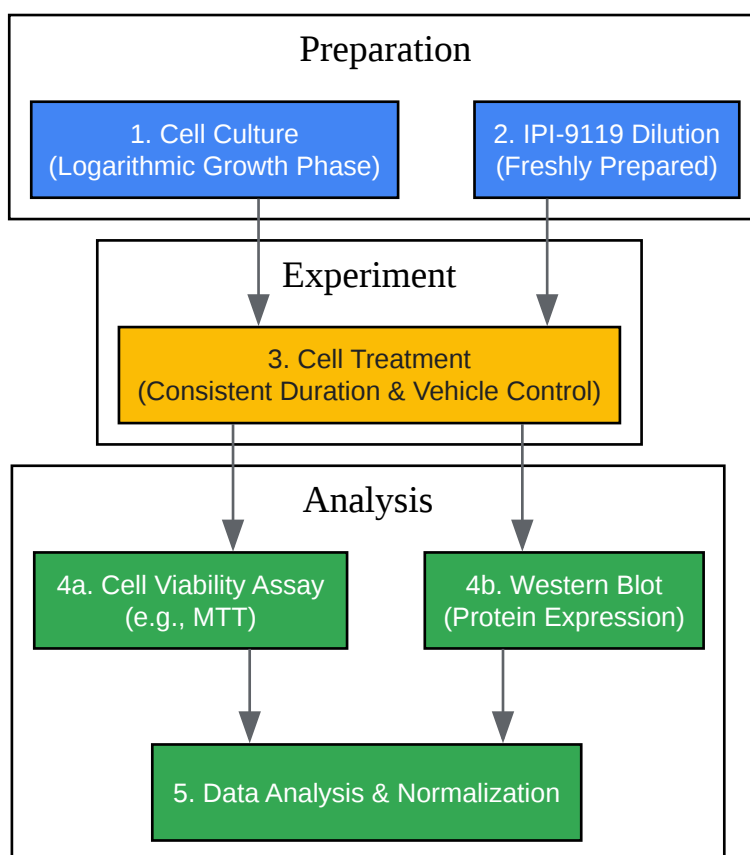 Preparation
1. Cell Culture
(Logarithmic Growth Phase)
2. IPI-9119 Dilution
(Freshly Prepared)
Experiment
3. Cell Treatment
(Consistent Duration & Vehicle Control)
Analysis
4a. Cell Viability Assay
(e.g., MTT)
4b. Western Blot
(Protein Expression)
5. Data Analysis & Normalization